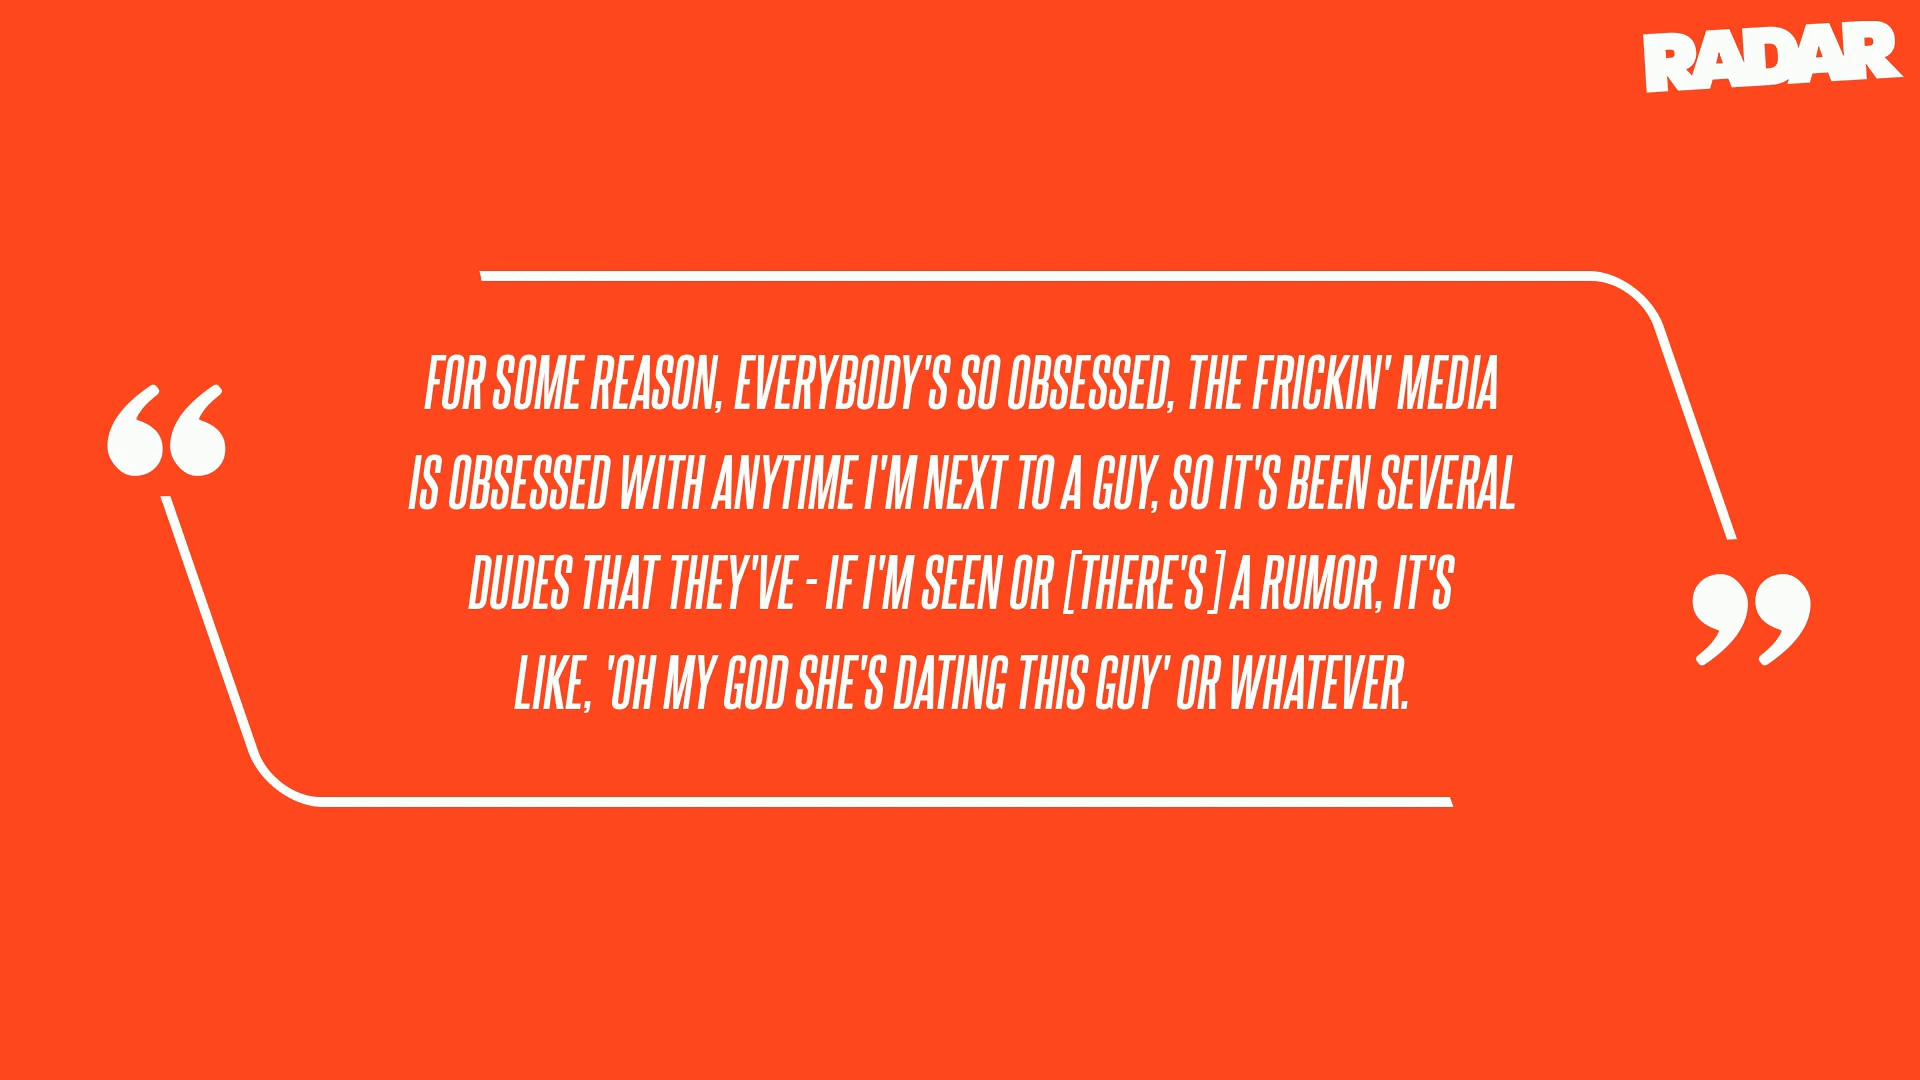 RADAR
“
FOR SOME REASON, EVERYBODY'S SO OBSESSED, THE FRICKIN' MEDIA
IS OBSESSED WITH ANYTIME I'M NEXT TO A GUY, SO IT'S BEEN SEVERAL
DUDES THAT THEY'VE - IF I'M SEEN OR [THERE'S] A RUMOR, IT'S
LIKE, 'OH MY GOD SHE'S DATING THIS GUY' OR WHATEVER.
”